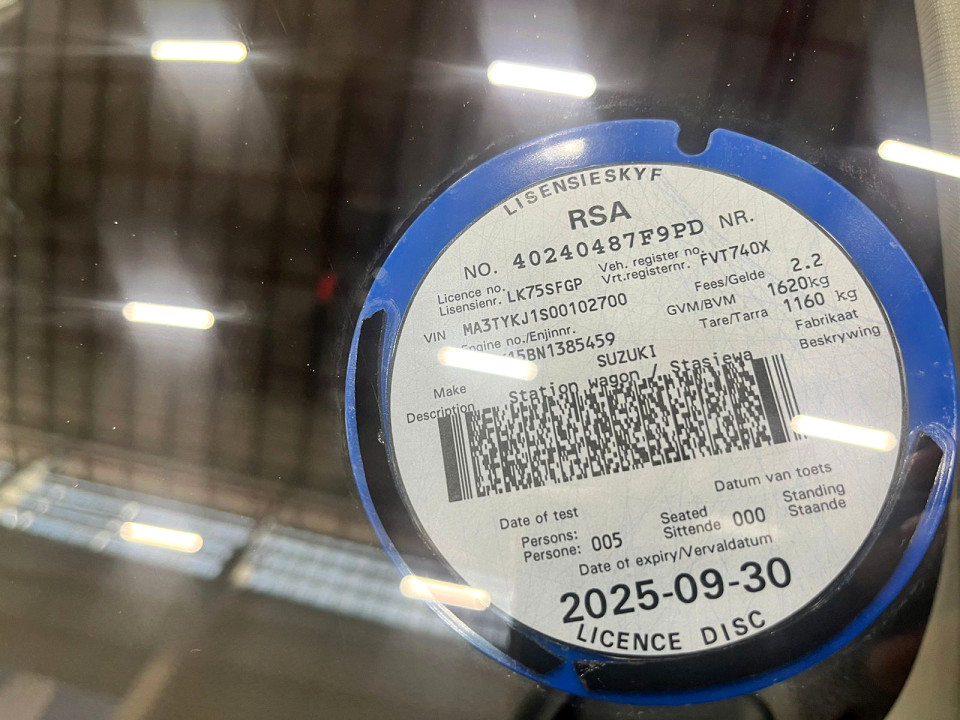 LISENSIESKYF
RSA
NO. 40240487F9PD NR.
Licence no. Lisensienr. LK75SFGP Veh. register no. Vrt.registernr. FVT740X
VIN MA3TYKJ1S00102700 Fees/Gelde 2.2
GVM/BVM 1620kg
Engine no./Enjinnr. 15BN1385459 Tare/Tarra 1160 kg
Make SUZUKI Fabrikaat
Description Station wagon / Stasiewa Beskrywing
Date of test Datum van toets
Persons: Persone: 005 Seated Sittende 000 Standing Staande
Date of expiry/Vervaldatum
2025-09-30
LICENCE DISC